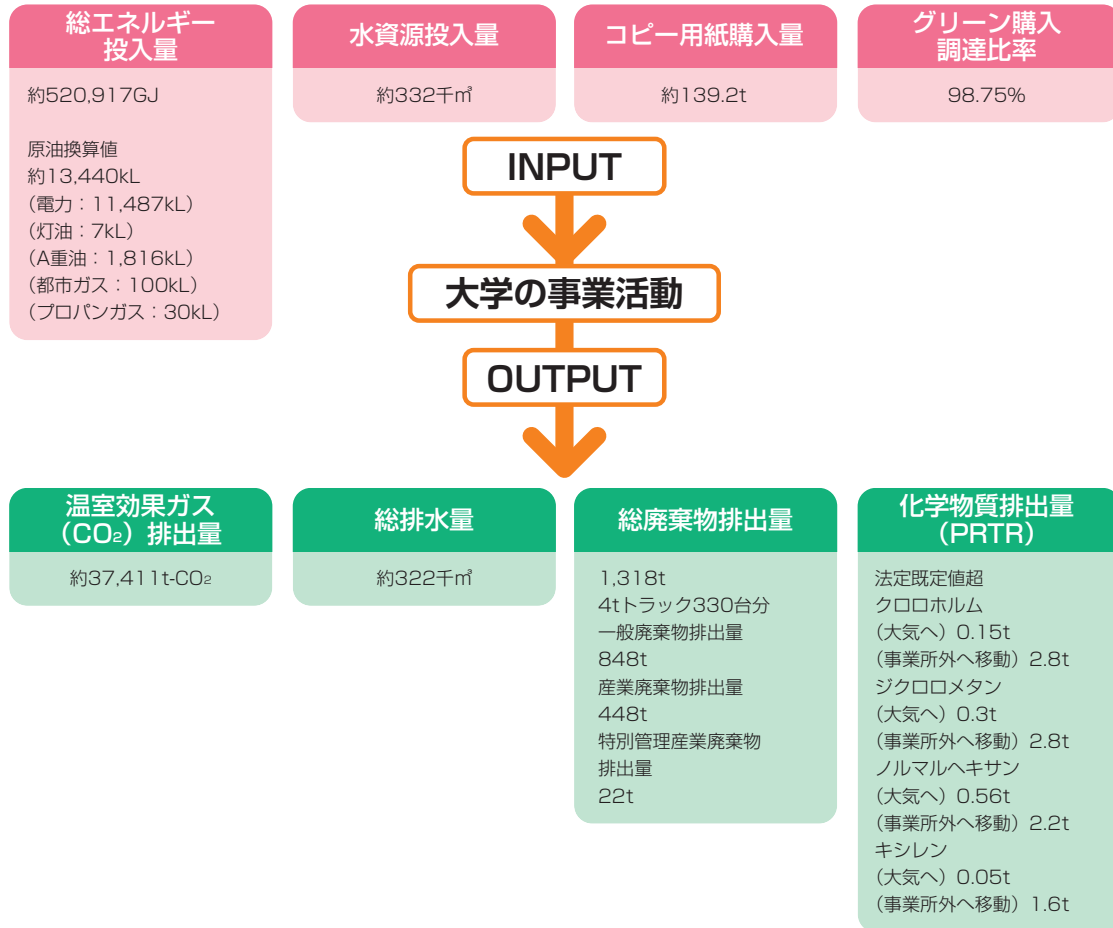 総エネルギー
投入量
約520,917GJ
原油換算値
約13,440kL
(電力：11,487kL)
(灯油：7kL)
(A重油：1,816kL)
(都市ガス：100kL)
(プロパンガス：30kL)
水資源投入量
約332千㎥
コピー用紙購入量
約139.2t
グリーン購入
調達比率
98.75%
INPUT
大学の事業活動
OUTPUT
温室効果ガス
（CO₂）排出量
約37,411t-CO₂
総排水量
約322千㎥
総廃棄物排出量
1,318t
4tトラック330台分
一般廃棄物排出量
848t
産業廃棄物排出量
448t
特別管理産業廃棄物
排出量
22t
化学物質排出量
（PRTR）
法定既定値超
クロロホルム
(大気へ) 0.15t
(事業所外へ移動) 2.8t
ジクロロメタン
(大気へ) 0.3t
(事業所外へ移動) 2.8t
ノルマルヘキサン
(大気へ) 0.56t
(事業所外へ移動) 2.2t
キシレン
(大気へ) 0.05t
(事業所外へ移動) 1.6t